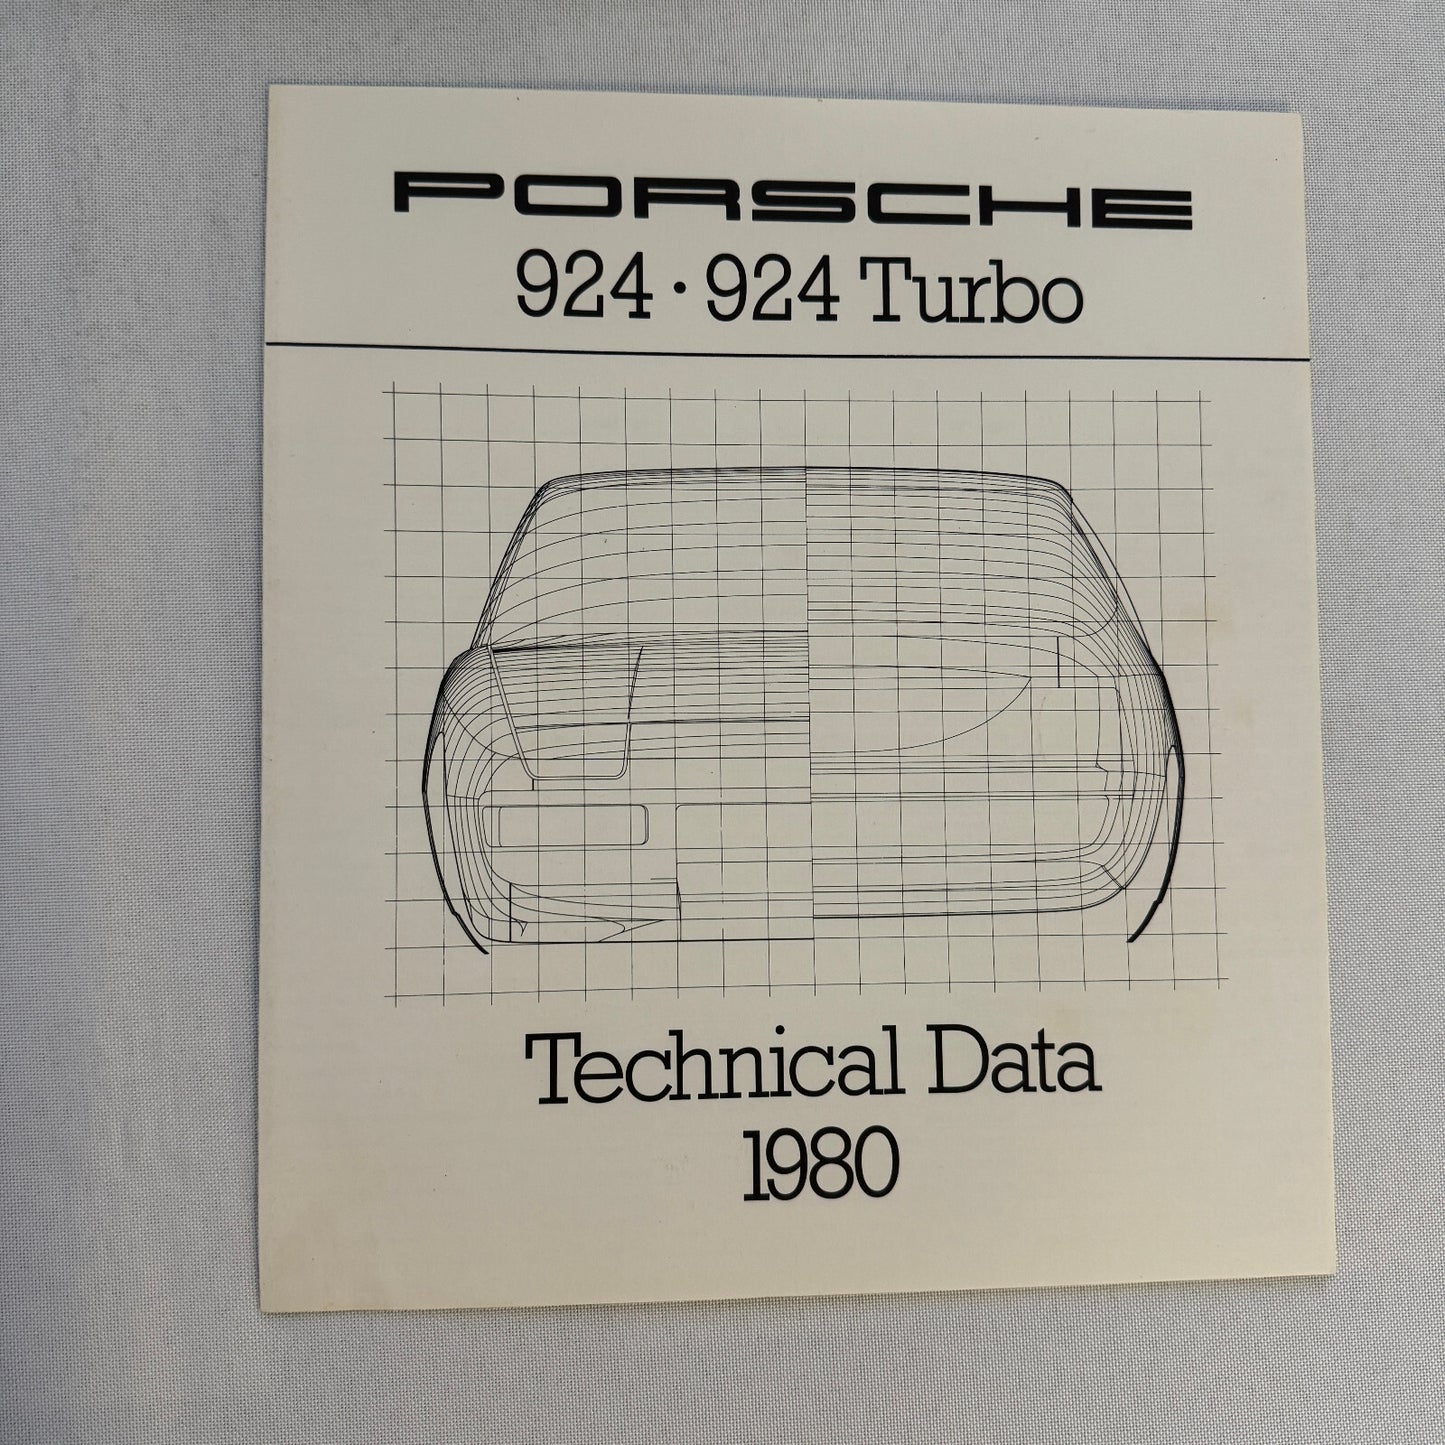 PORSCHE
924 · 924 Turbo
Technical Data
1980